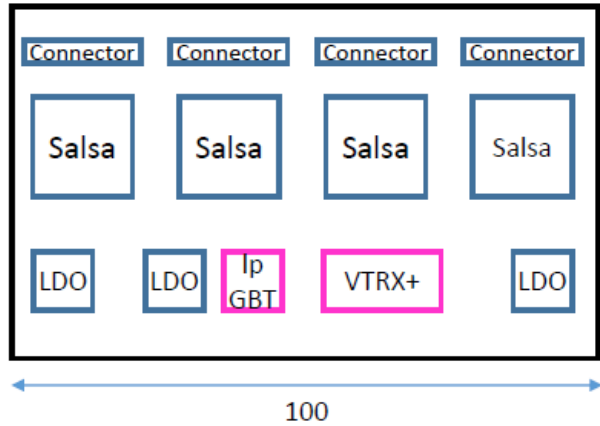 Connector Connector Connector Connector
Salsa Salsa Salsa Salsa
LDO LDO lp GBT VTRX+ LDO
100